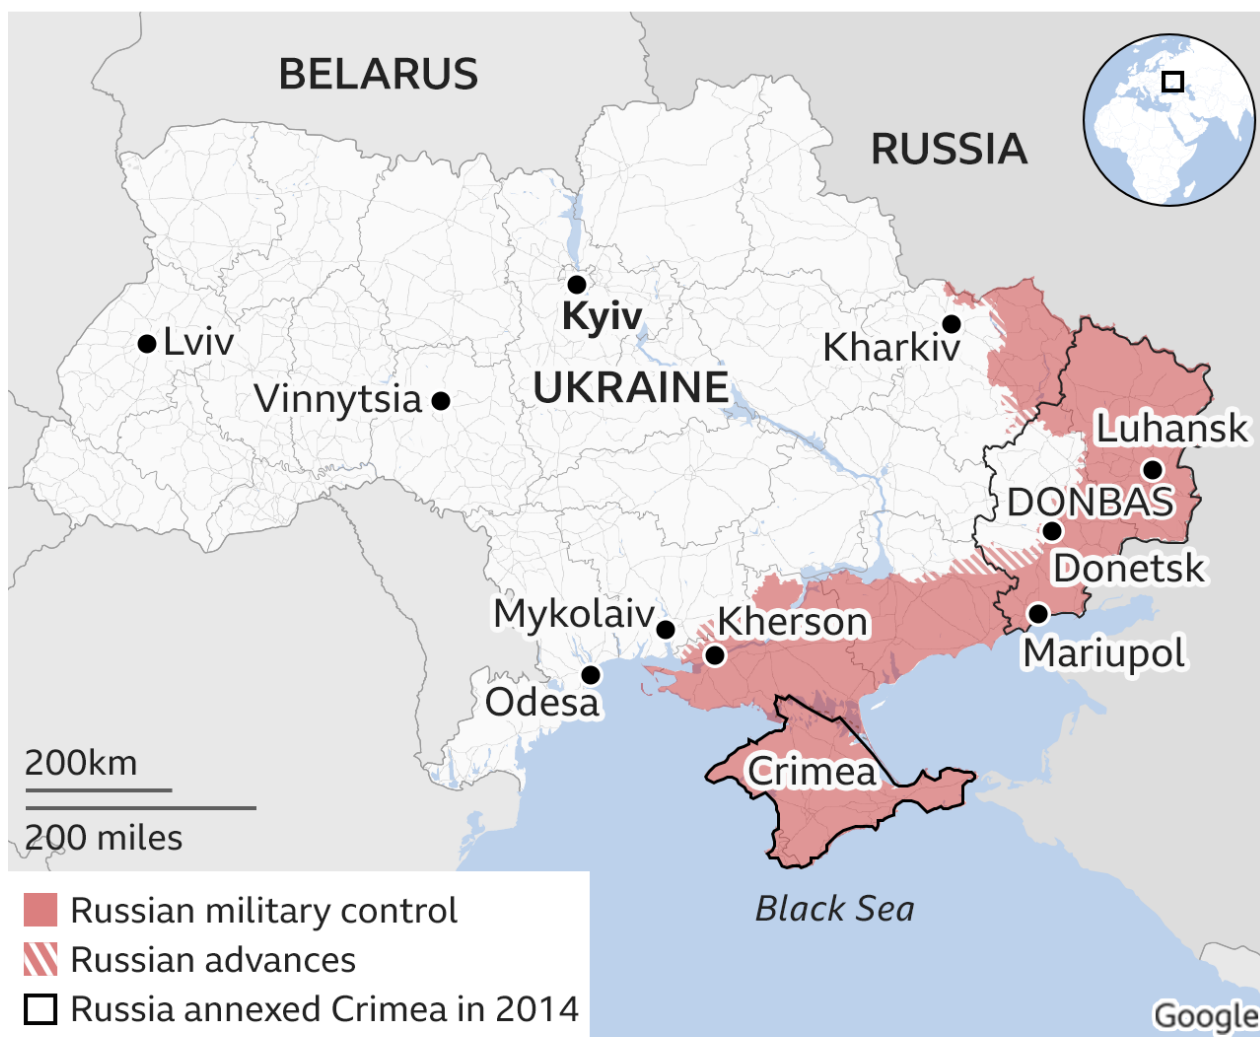 BELARUS
RUSSIA
Kyiv
Lviv
Kharkiv
UKRAINE
Vinnytsia
Luhansk
DONBAS
Donetsk
Mykolaiv
Kherson
Mariupol
Odesa
Crimea
200km
200 miles
Black Sea
Russian military control
Russian advances
Russia annexed Crimea in 2014
Google